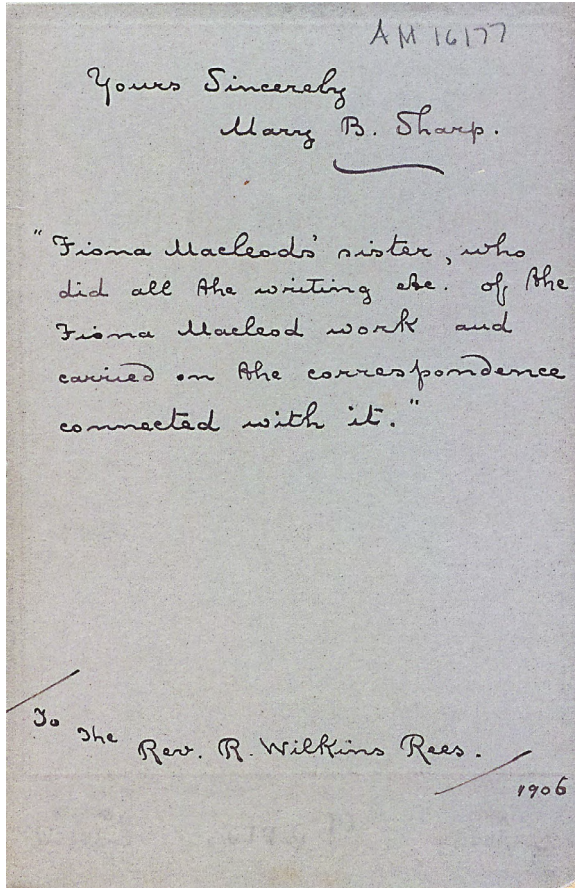 AM 16177
Yours Sincereby
Mary B. Sharp.
"Fiona Macleods' sister, who
did all the writing etc. of the
Fiona Macleod work and
carried on the correspondence
connected with it."
To the
Rev. R. Wilkins Rees.
1906